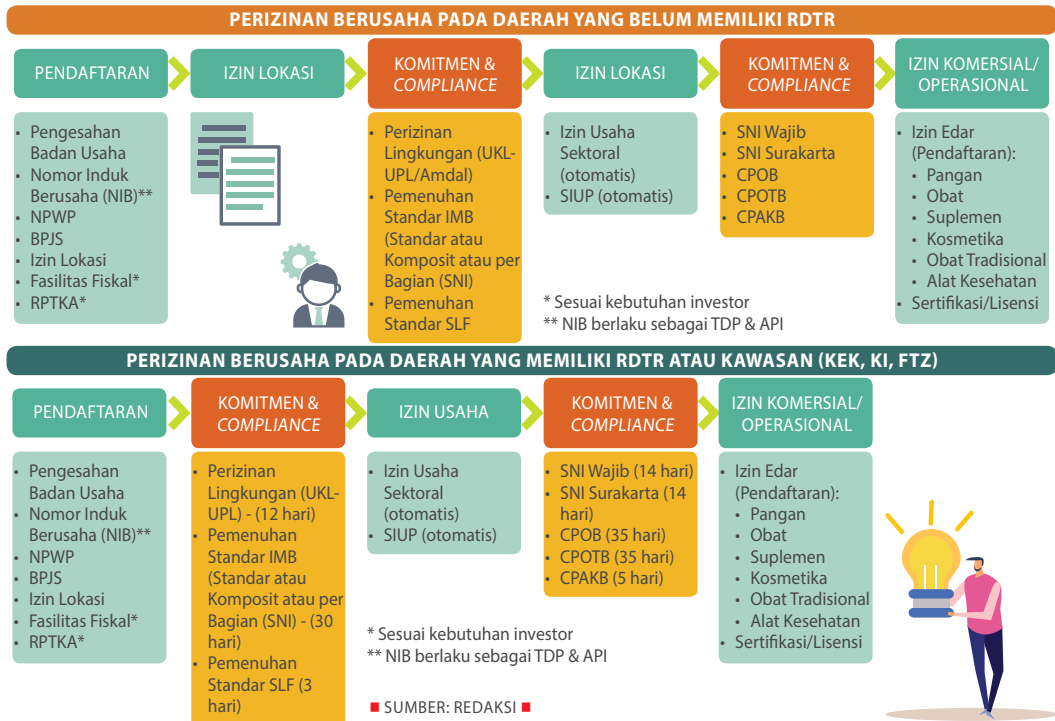 PERIZINAN BERUSAHA PADA DAERAH YANG BELUM MEMILIKI RDTR
PENDAFTARAN
• Pengesahan
Badan Usaha
• Nomor Induk
Berusaha (NIB)**
• NPWP
• BPJS
• Izin Lokasi
• Fasilitas Fiskal*
• RPTKA*
IZIN LOKASI
KOMITMEN &
COMPLIANCE
• Perizinan
Lingkungan (UKL-
UPL/Amdal)
• Pemenuhan
Standar IMB
(Standar atau
Komposit atau per
Bagian (SNI)
• Pemenuhan
Standar SLF
IZIN LOKASI
• Izin Usaha
Sektoral
(otomatis)
• SIUP (otomatis)
KOMITMEN &
COMPLIANCE
• SNI Wajib
• SNI Surakarta
• CPOB
• CPOTB
• CPAKB
IZIN KOMERSIAL/
OPERASIONAL
• Izin Edar
(Pendaftaran):
• Pangan
• Obat
• Suplemen
• Kosmetika
• Obat Tradisional
• Alat Kesehatan
• Sertifikasi/Lisensi
* Sesuai kebutuhan investor
** NIB berlaku sebagai TDP & API
PERIZINAN BERUSAHA PADA DAERAH YANG MEMILIKI RDTR ATAU KAWASAN (KEK, KI, FTZ)
PENDAFTARAN
• Pengesahan
Badan Usaha
• Nomor Induk
Berusaha (NIB)**
• NPWP
• BPJS
• Izin Lokasi
• Fasilitas Fiskal*
• RPTKA*
KOMITMEN &
COMPLIANCE
• Perizinan
Lingkungan (UKL-
UPL) - (12 hari)
• Pemenuhan
Standar IMB
(Standar atau
Komposit atau per
Bagian (SNI) - (30
hari)
• Pemenuhan
Standar SLF (3
hari)
IZIN USAHA
• Izin Usaha
Sektoral
(otomatis)
• SIUP (otomatis)
KOMITMEN &
COMPLIANCE
• SNI Wajib (14 hari)
• SNI Surakarta (14
hari)
• CPOB (35 hari)
• CPOTB (35 hari)
• CPAKB (5 hari)
IZIN KOMERSIAL/
OPERASIONAL
• Izin Edar
(Pendaftaran):
• Pangan
• Obat
• Suplemen
• Kosmetika
• Obat Tradisional
• Alat Kesehatan
• Sertifikasi/Lisensi
* Sesuai kebutuhan investor
** NIB berlaku sebagai TDP & API
SUMBER: REDAKSI